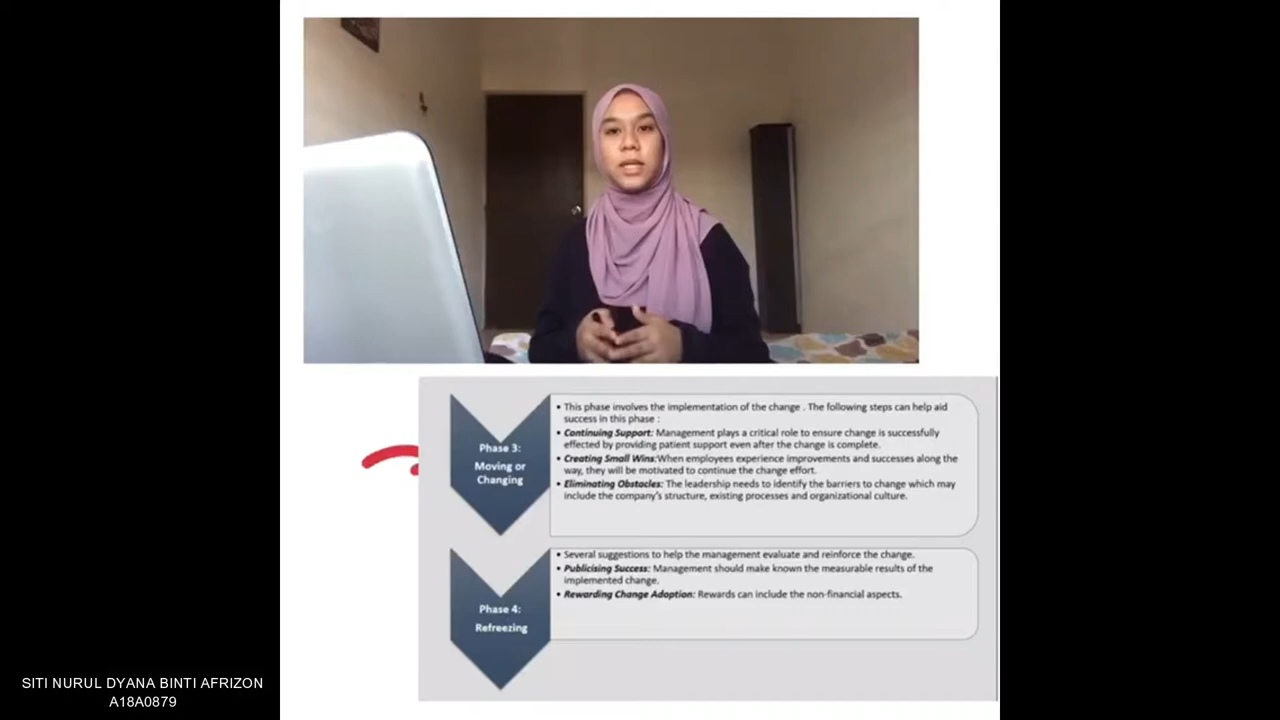 Phase 3:
Moving or
Changing
• This phase involves the implementation of the change . The following steps can help aid
success in this phase :
• Continuing Support: Management plays a critical role to ensure change is successfully
effected by providing patient support even after the change is complete.
• Creating Small Wins:When employees experience improvements and successes along the
way, they will be motivated to continue the change effort.
• Eliminating Obstacles: The leadership needs to identify the barriers to change which may
include the company's structure, existing processes and organizational culture.
Phase 4:
Refreezing
• Several suggestions to help the management evaluate and reinforce the change.
• Publicising Success: Management should make known the measurable results of the
implemented change.
• Rewarding Change Adoption: Rewards can include the non-financial aspects.
SITI NURUL DYANA BINTI AFRIZON
A18A0879